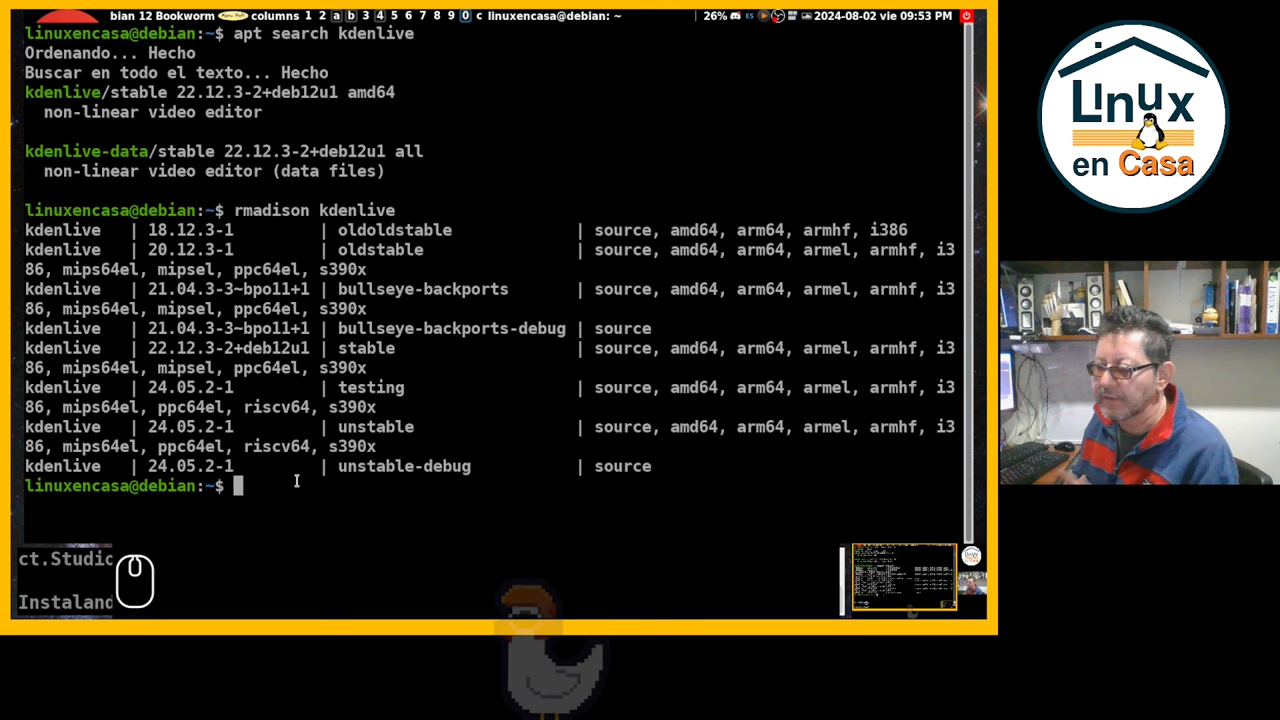 bian 12 Bookworm columns 1 2 a b 3 4 5 6 7 8 9 0 c linuxencasa@debian: ~ 26% ES 2024-08-02 vie 09:53 PM
linuxencasa@debian:~$ apt search kdenlive
Ordenando... Hecho
Buscar en todo el texto... Hecho
kdenlive/stable 22.12.3-2+deb12u1 amd64
  non-linear video editor
kdenlive-data/stable 22.12.3-2+deb12u1 all
  non-linear video editor (data files)
linuxencasa@debian:~$ rmadison kdenlive
kdenlive   | 18.12.3-1         | oldoldstable               | source, amd64, arm64, armhf, i386
kdenlive   | 20.12.3-1         | oldstable                  | source, amd64, arm64, armel, armhf, i3
86, mips64el, mipsel, ppc64el, s390x
kdenlive   | 21.04.3-3~bpo11+1 | bullseye-backports         | source, amd64, arm64, armel, armhf, i3
86, mips64el, mipsel, ppc64el, s390x
kdenlive   | 21.04.3-3~bpo11+1 | bullseye-backports-debug | source
kdenlive   | 22.12.3-2+deb12u1 | stable                     | source, amd64, arm64, armel, armhf, i3
86, mips64el, mipsel, ppc64el, s390x
kdenlive   | 24.05.2-1         | testing                    | source, amd64, arm64, armel, armhf, i3
86, mips64el, ppc64el, riscv64, s390x
kdenlive   | 24.05.2-1         | unstable                   | source, amd64, arm64, armel, armhf, i3
86, mips64el, ppc64el, riscv64, s390x
kdenlive   | 24.05.2-1         | unstable-debug             | source
linuxencasa@debian:~$
ct.Studio
Instaland
Linux
en Casa